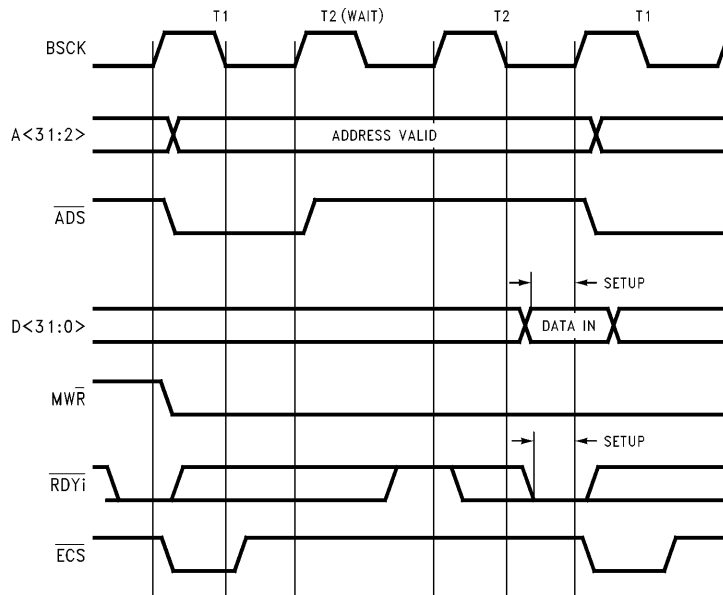 T1 T2 (WAIT) T2 T1
BSCK
A<31:2> ADDRESS VALID
ADS
SETUP
D<31:0> DATA IN
MWR̅
SETUP
RDYi
ECS